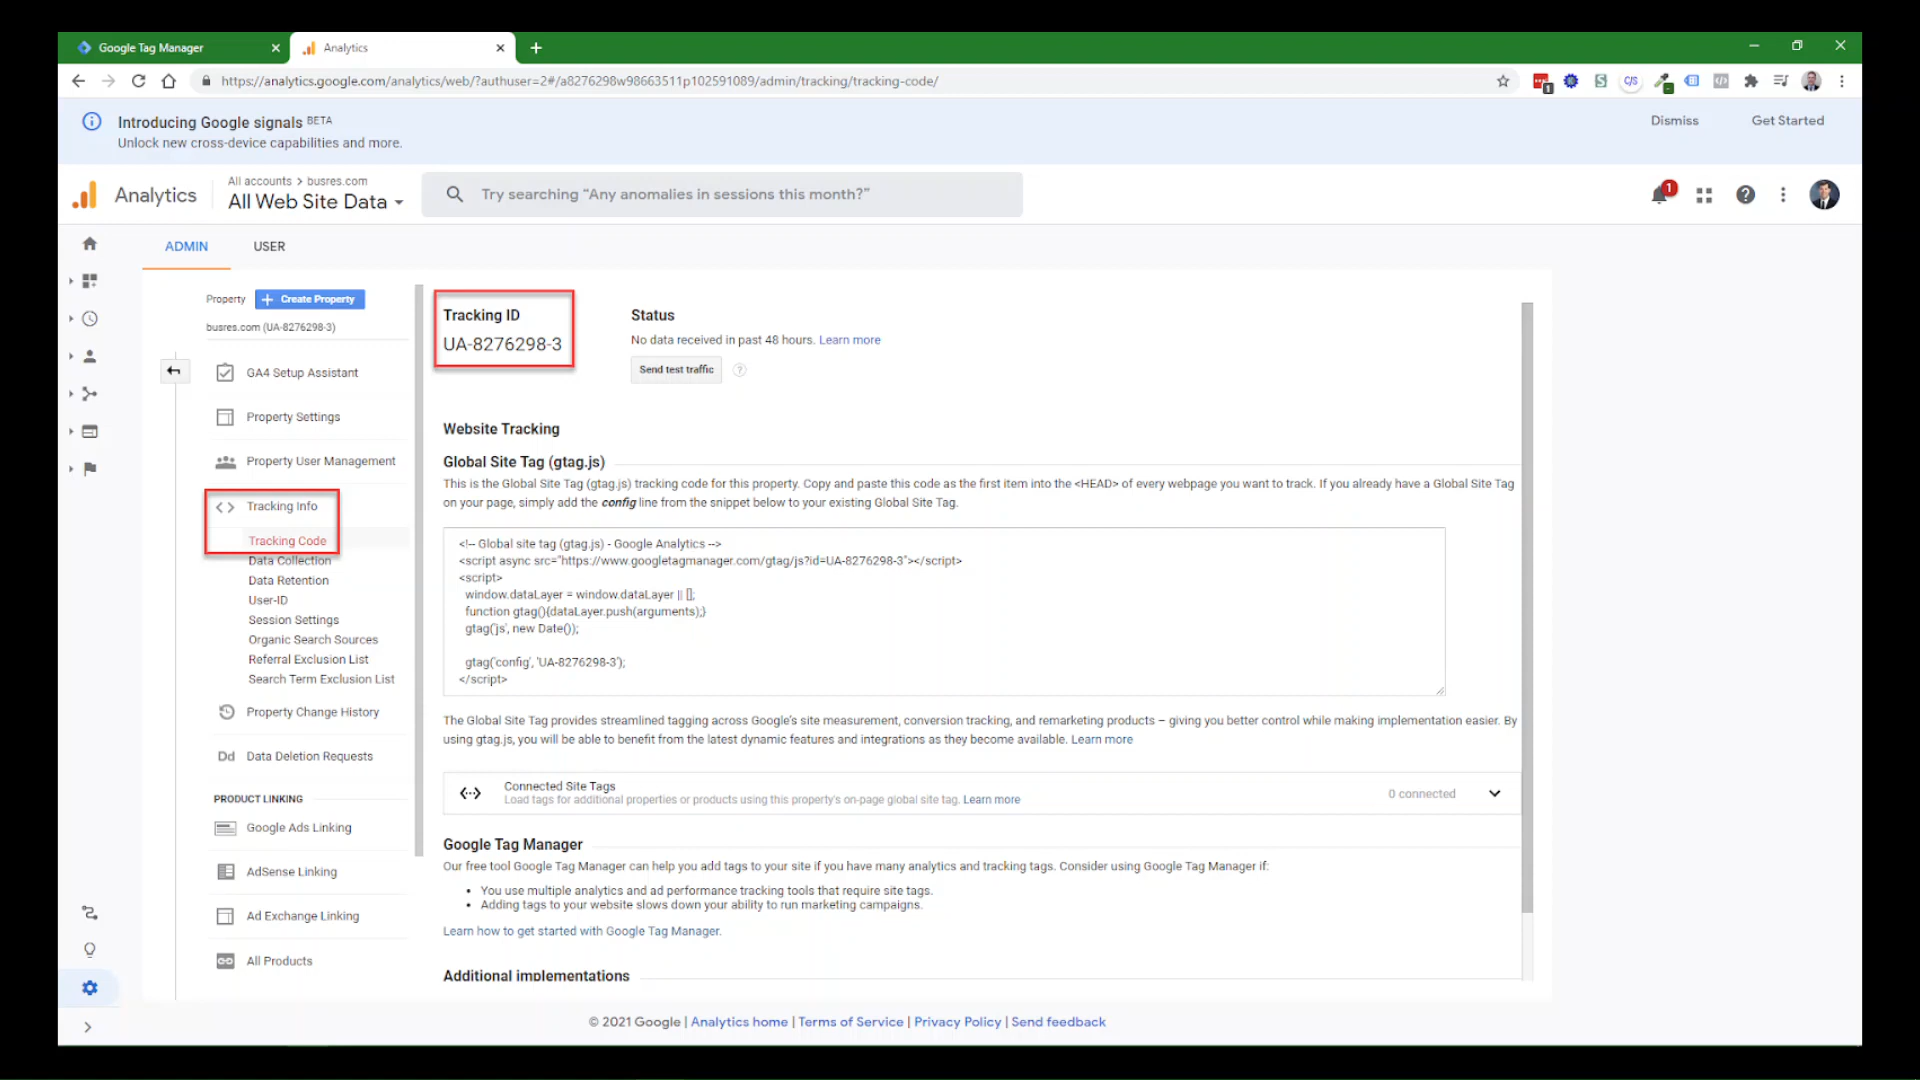 Google Tag Manager
Analytics
https://analytics.google.com/analytics/web/?authuser=2#/a8276298w98663511p102591089/admin/tracking/tracking-code/
1
C/S
Introducing Google signals BETA
Unlock new cross-device capabilities and more.
Dismiss
Get Started
Analytics
All accounts > busres.com
All Web Site Data
Try searching “Any anomalies in sessions this month?”
1
ADMIN
USER
Property
+ Create Property
busres.com (UA-8276298-3)
GA4 Setup Assistant
Property Settings
Property User Management
Tracking Info
Tracking Code
Data Collection
Data Retention
User-ID
Session Settings
Organic Search Sources
Referral Exclusion List
Search Term Exclusion List
Property Change History
Dd Data Deletion Requests
PRODUCT LINKING
Google Ads Linking
AdSense Linking
Ad Exchange Linking
All Products
Tracking ID
UA-8276298-3
Status
No data received in past 48 hours. Learn more
Send test traffic
?
Website Tracking
Global Site Tag (gtag.js)
This is the Global Site Tag (gtag.js) tracking code for this property. Copy and paste this code as the first item into the <HEAD> of every webpage you want to track. If you already have a Global Site Tag
on your page, simply add the config line from the snippet below to your existing Global Site Tag.
<!-- Global site tag (gtag.js) - Google Analytics -->
<script async src="https://www.googletagmanager.com/gtag/js?id=UA-8276298-3"></script>
<script>
window.dataLayer = window.dataLayer || [];
function gtag(){dataLayer.push(arguments);}
gtag('js', new Date());
gtag('config', 'UA-8276298-3');
</script>
The Global Site Tag provides streamlined tagging across Google’s site measurement, conversion tracking, and remarketing products – giving you better control while making implementation easier. By
using gtag.js, you will be able to benefit from the latest dynamic features and integrations as they become available. Learn more
Connected Site Tags
Load tags for additional properties or products using this property's on-page global site tag. Learn more
0 connected
Google Tag Manager
Our free tool Google Tag Manager can help you add tags to your site if you have many analytics and tracking tags. Consider using Google Tag Manager if:
• You use multiple analytics and ad performance tracking tools that require site tags.
• Adding tags to your website slows down your ability to run marketing campaigns.
Learn how to get started with Google Tag Manager.
Additional implementations
© 2021 Google | Analytics home | Terms of Service | Privacy Policy | Send feedback